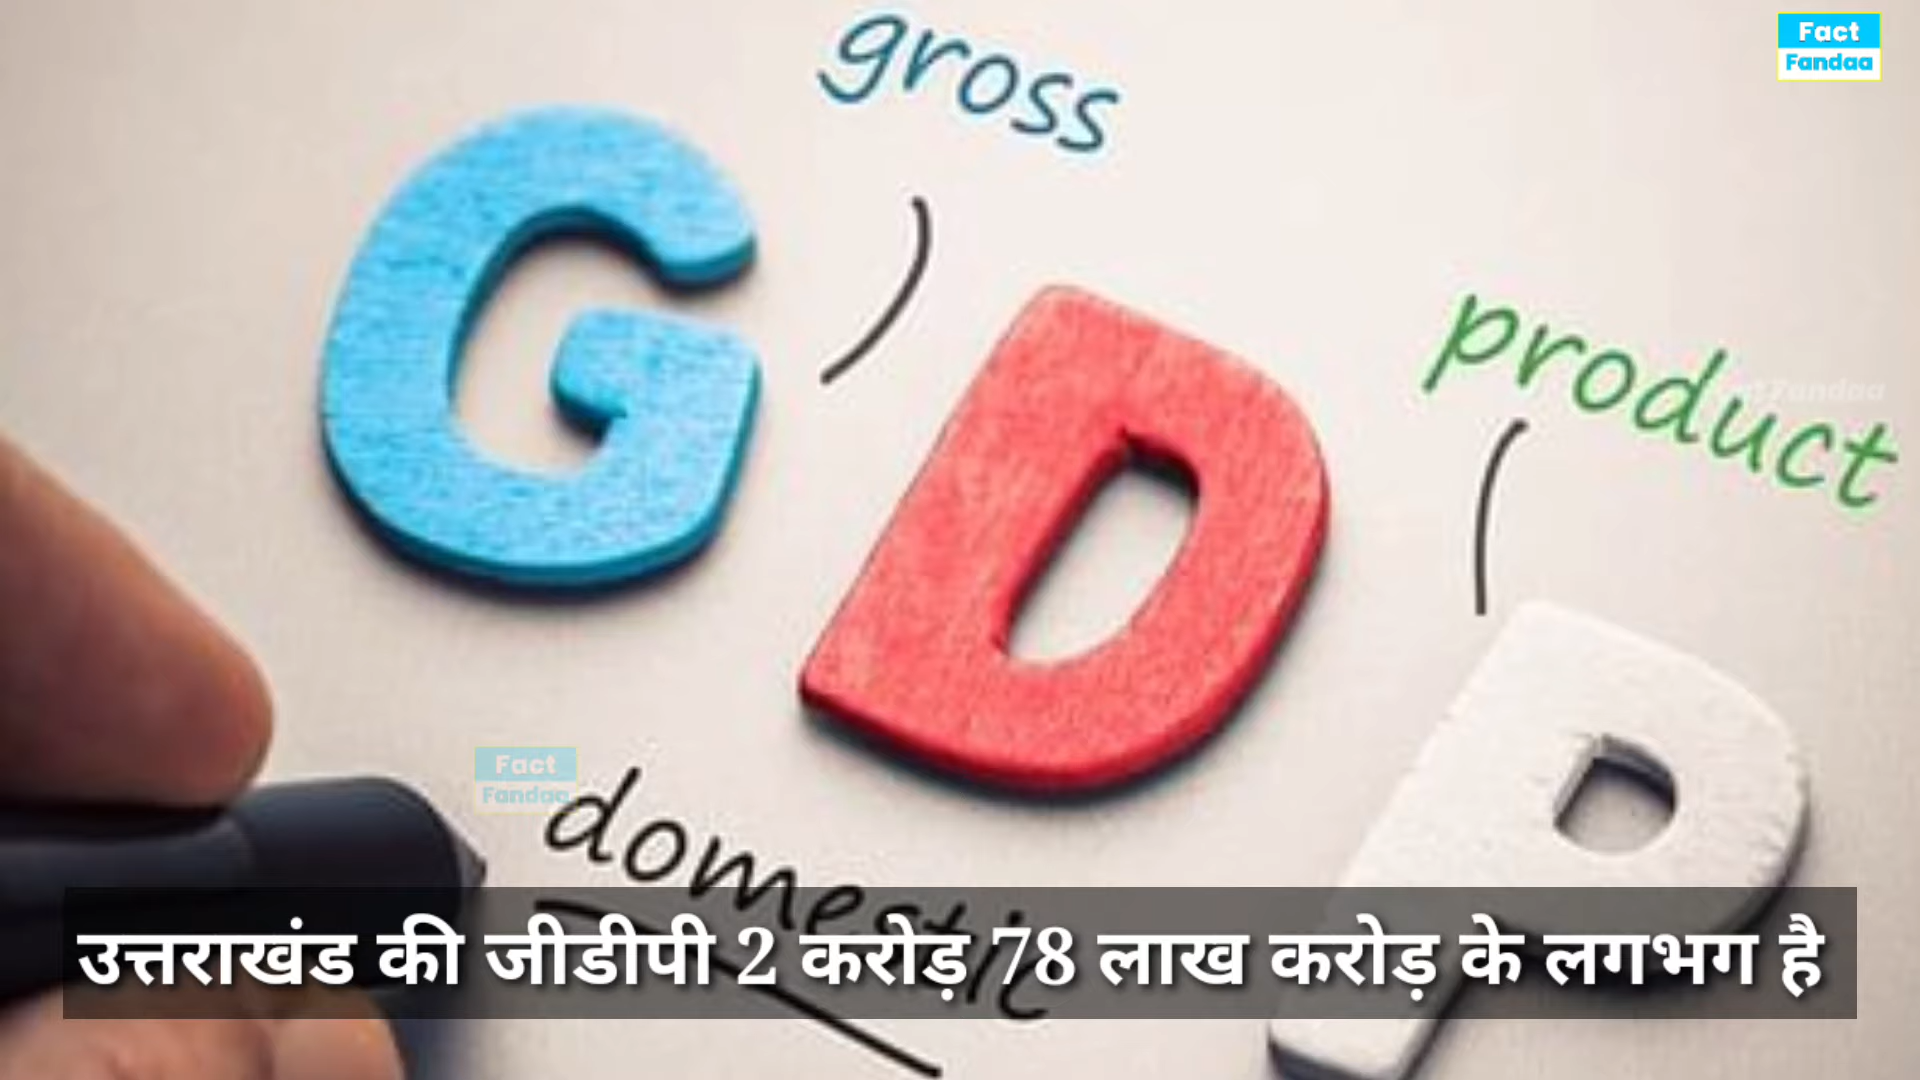 Fact
Fandaa
gross
product
Fact
Fandaa
domestic
उत्तराखंड की जीडीपी 2 करोड़ 78 लाख करोड़ के लगभग है
G
D
P